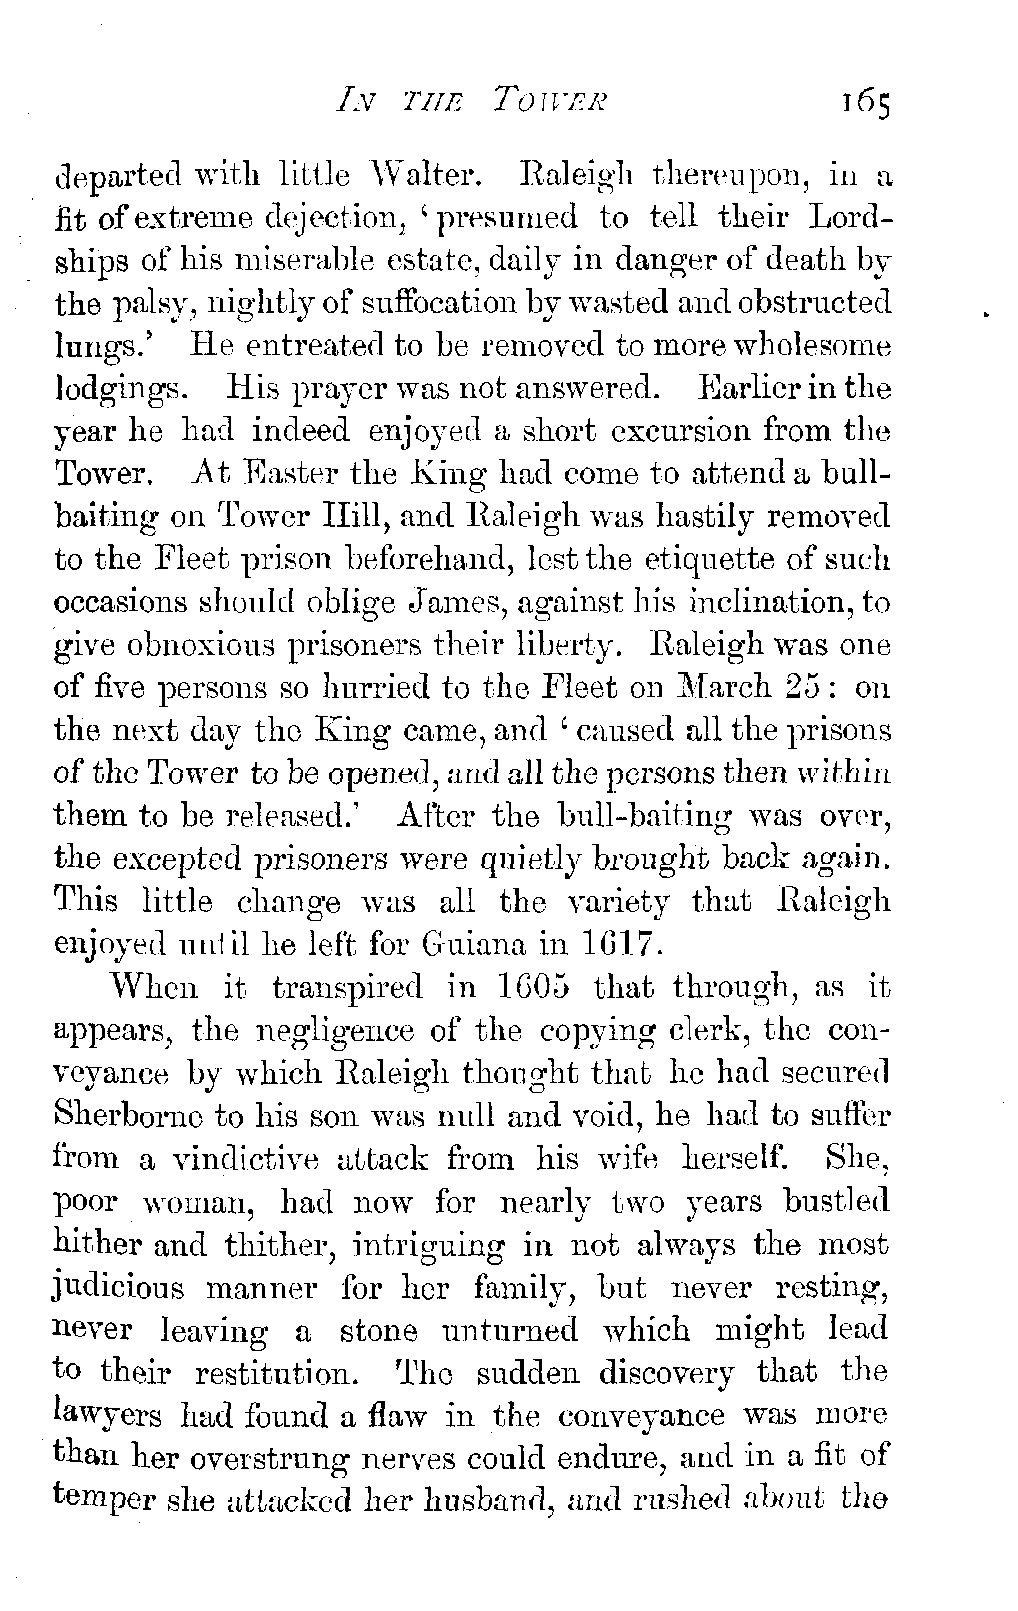 IN THE TOWER 165
departed with little Walter. Raleigh thereupon, in a
fit of extreme dejection, ‘presumed to tell their Lord-
ships of his miserable estate, daily in danger of death by
the palsy, nightly of suffocation by wasted and obstructed
lungs.’ He entreated to be removed to more wholesome
lodgings. His prayer was not answered. Earlier in the
year he had indeed enjoyed a short excursion from the
Tower. At Easter the King had come to attend a bull-
baiting on Tower Hill, and Raleigh was hastily removed
to the Fleet prison beforehand, lest the etiquette of such
occasions should oblige James, against his inclination, to
give obnoxious prisoners their liberty. Raleigh was one
of five persons so hurried to the Fleet on March 25: on
the next day the King came, and ‘caused all the prisons
of the Tower to be opened, and all the persons then within
them to be released.’ After the bull-baiting was over,
the excepted prisoners were quietly brought back again.
This little change was all the variety that Raleigh
enjoyed until he left for Guiana in 1617.
When it transpired in 1605 that through, as it
appears, the negligence of the copying clerk, the con-
veyance by which Raleigh thought that he had secured
Sherborne to his son was null and void, he had to suffer
from a vindictive attack from his wife herself. She,
poor woman, had now for nearly two years bustled
hither and thither, intriguing in not always the most
judicious manner for her family, but never resting,
never leaving a stone unturned which might lead
to their restitution. The sudden discovery that the
lawyers had found a flaw in the conveyance was more
than her overstrung nerves could endure, and in a fit of
temper she attacked her husband, and rushed about the